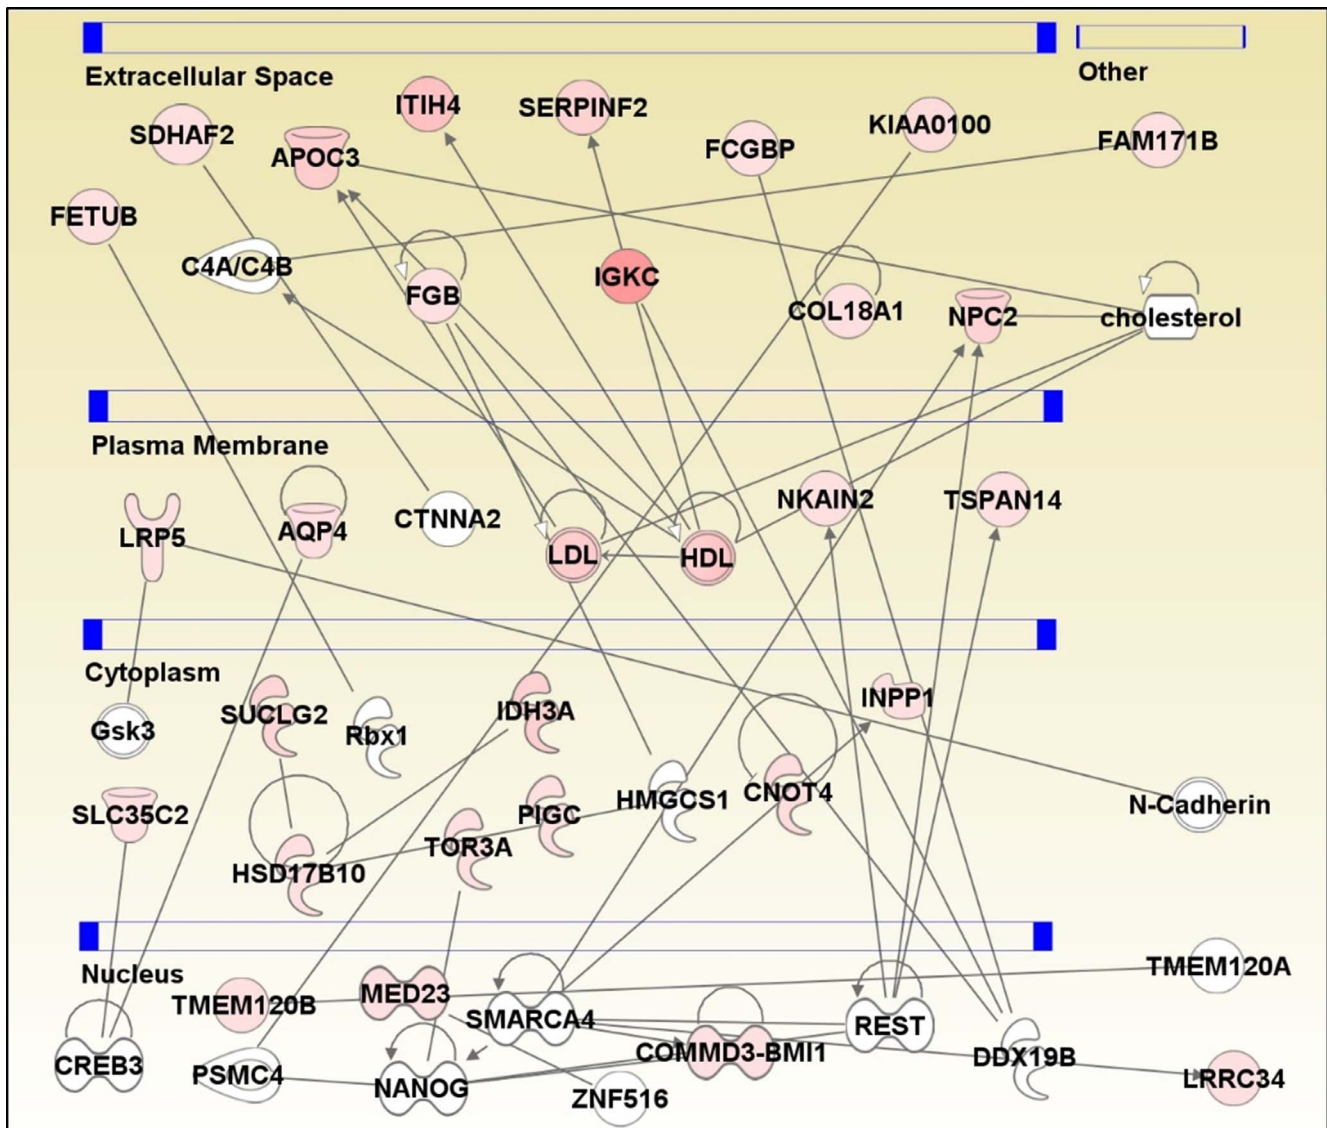 Extracellular Space
Other
ITIH4
SERPINF2
SDHAF2
APOC3
FCGBP
KIAA0100
FAM171B
FETUB
C4A/C4B
FGB
IGKC
COL18A1
NPC2
cholesterol
Plasma Membrane
LRP5
AQP4
CTNNA2
LDL
HDL
NKAIN2
TSPAN14
Cytoplasm
Gsk3
SUCLG2
Rbx1
IDH3A
INPP1
SLC35C2
HSD17B10
TOR3A
PIGC
HMGCS1
CNOT4
N-Cadherin
Nucleus
TMEM120B
MED23
SMARCA4
REST
TMEM120A
CREB3
PSMC4
NANOG
ZNF516
COMMD3-BMI1
DDX19B
LRRC34